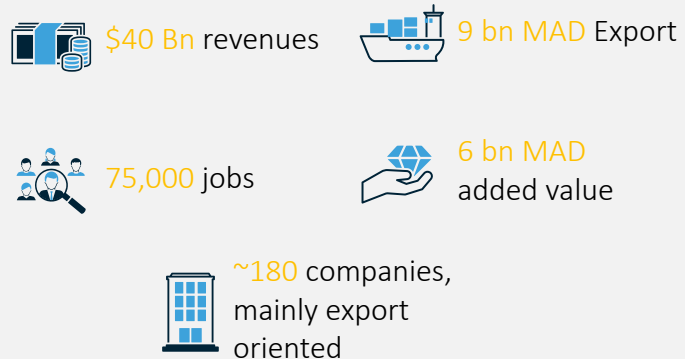 $40 Bn revenues
9 bn MAD Export
75,000 jobs
6 bn MAD
added value
~180 companies,
mainly export
oriented